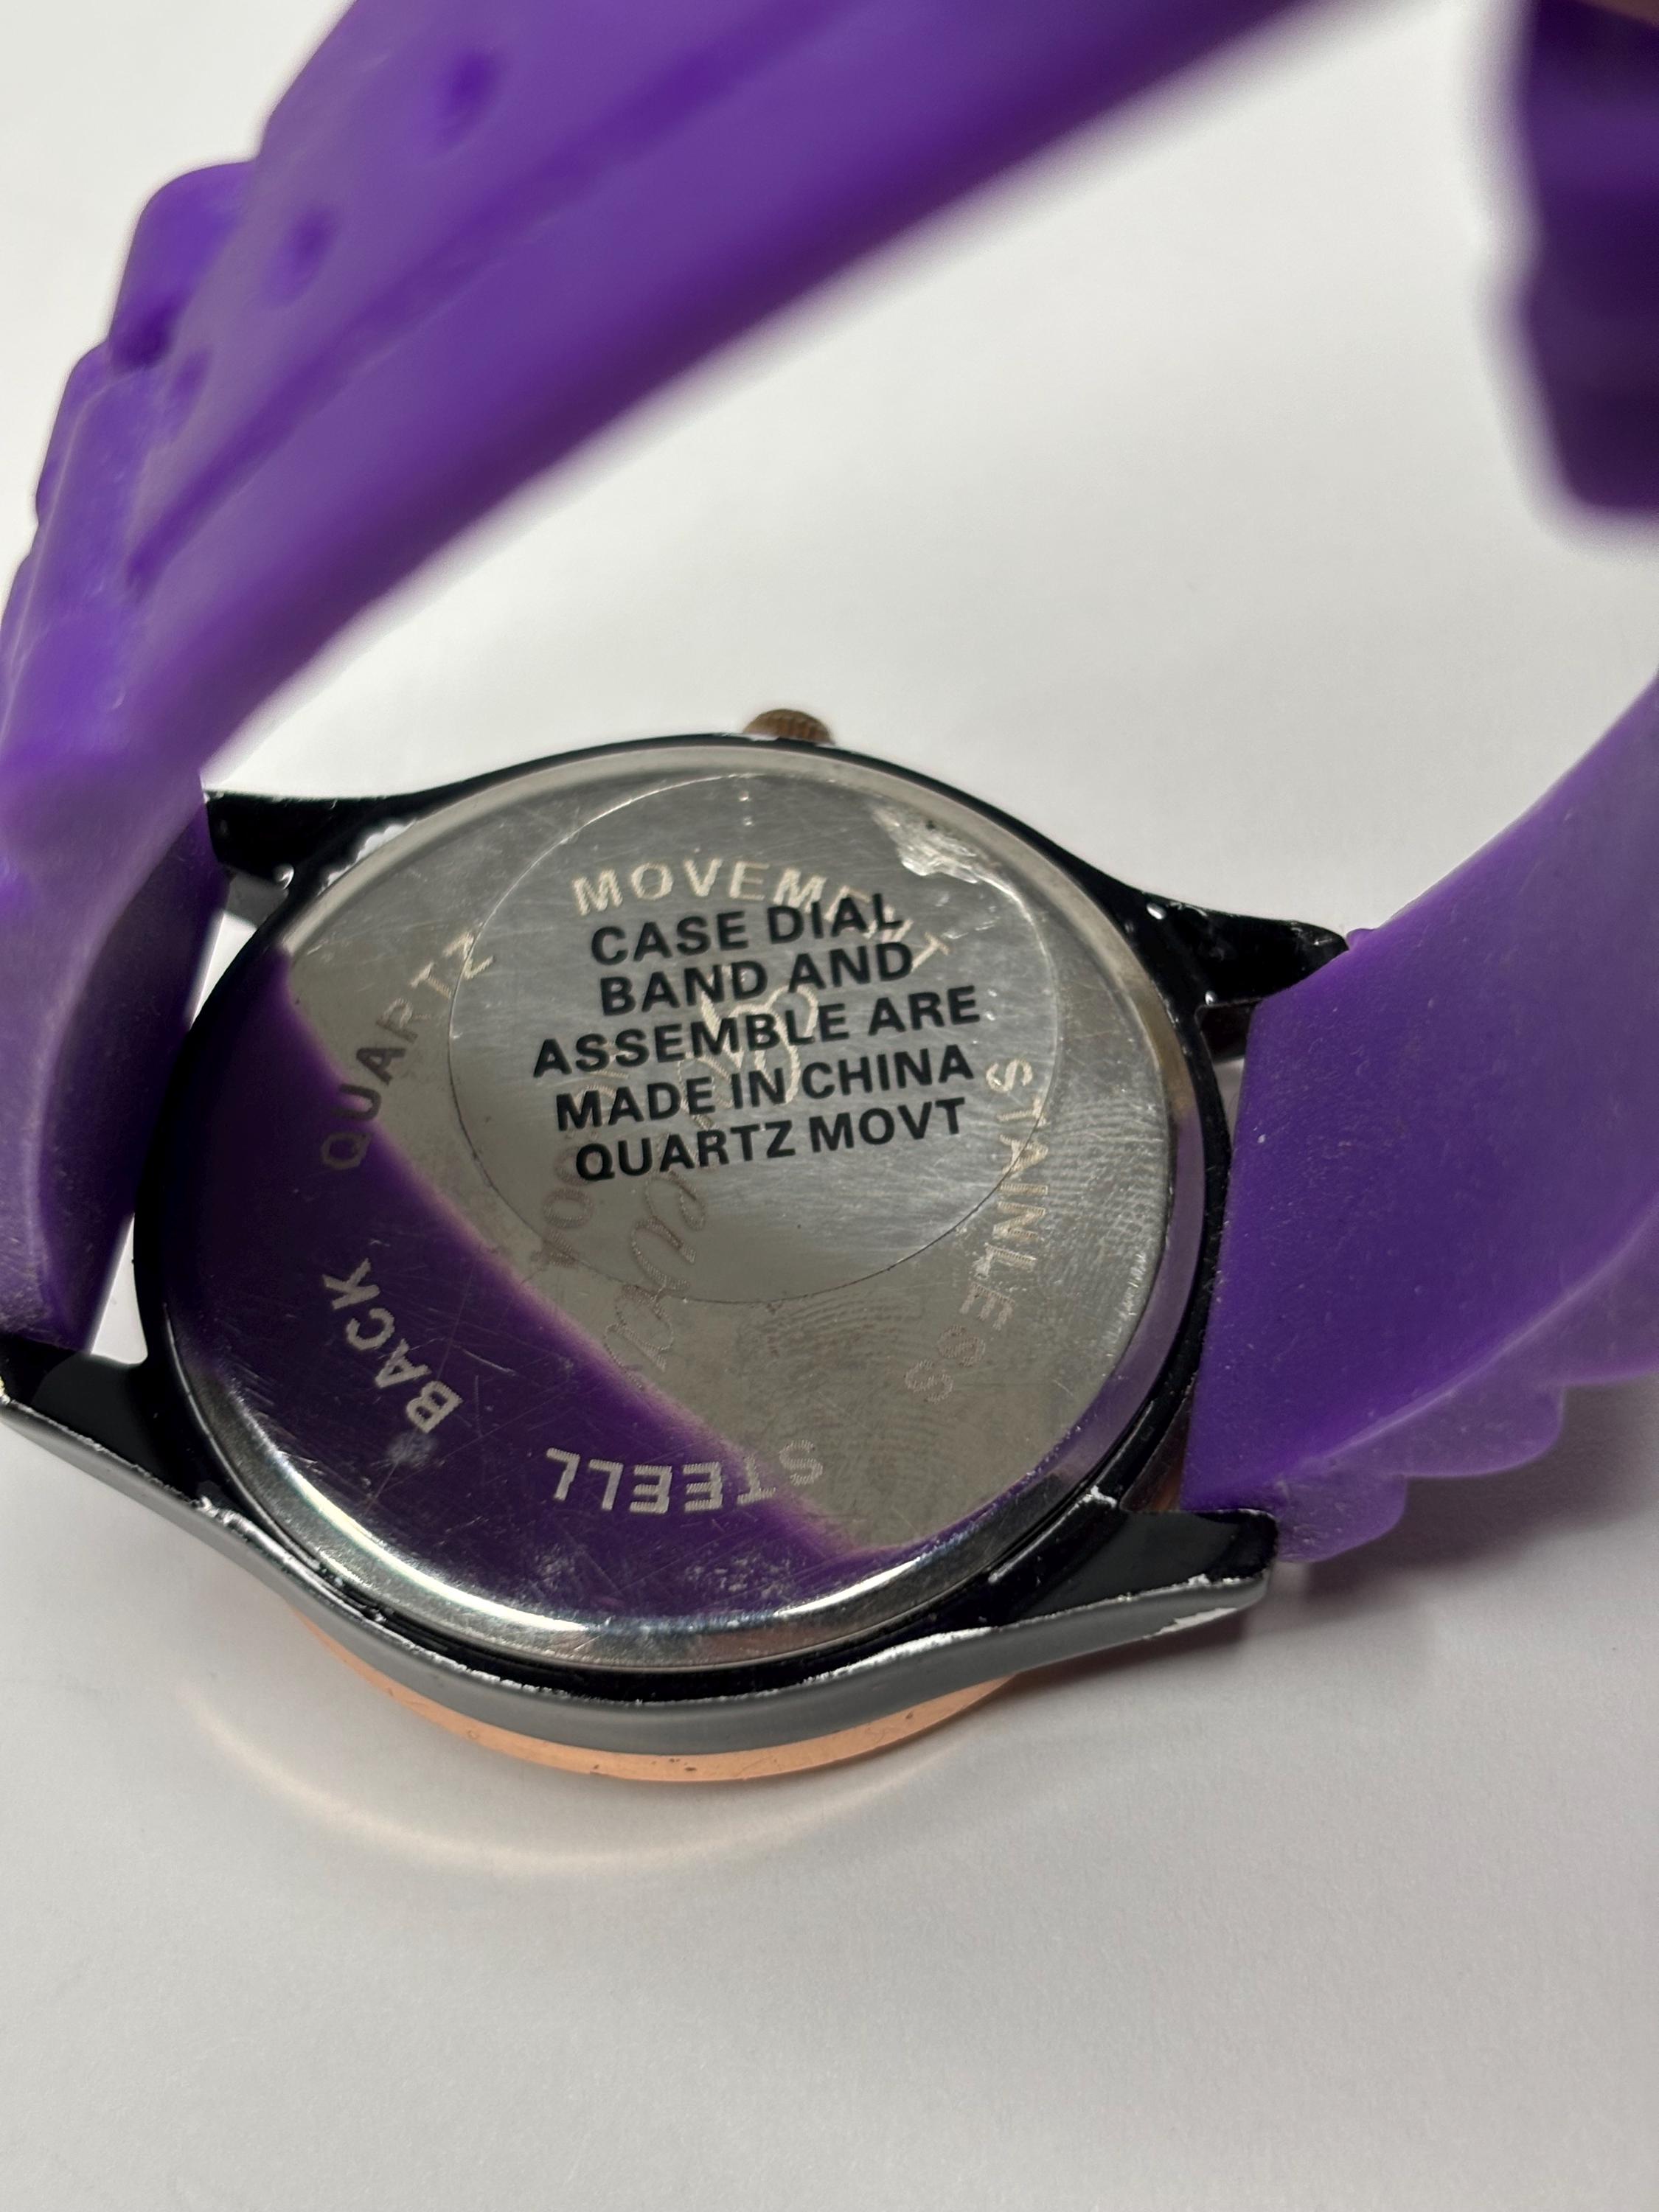 CASE DIAL
BAND AND
ASSEMBLE ARE
MADE IN CHINA
QUARTZ MOVT
QUARTZ MOVEMENT STAINLESS STEELL BACK